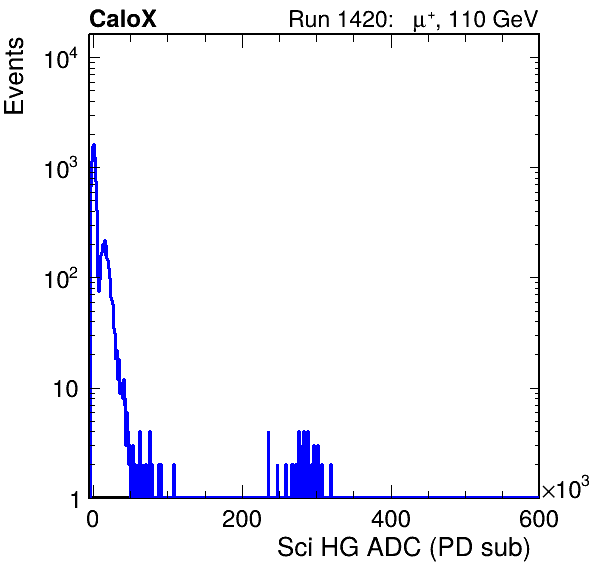 CaloX Run 1420: μ⁺, 110 GeV
Events
10⁴
10³
10²
10
1
0 200 400 600
×10³
Sci HG ADC (PD sub)